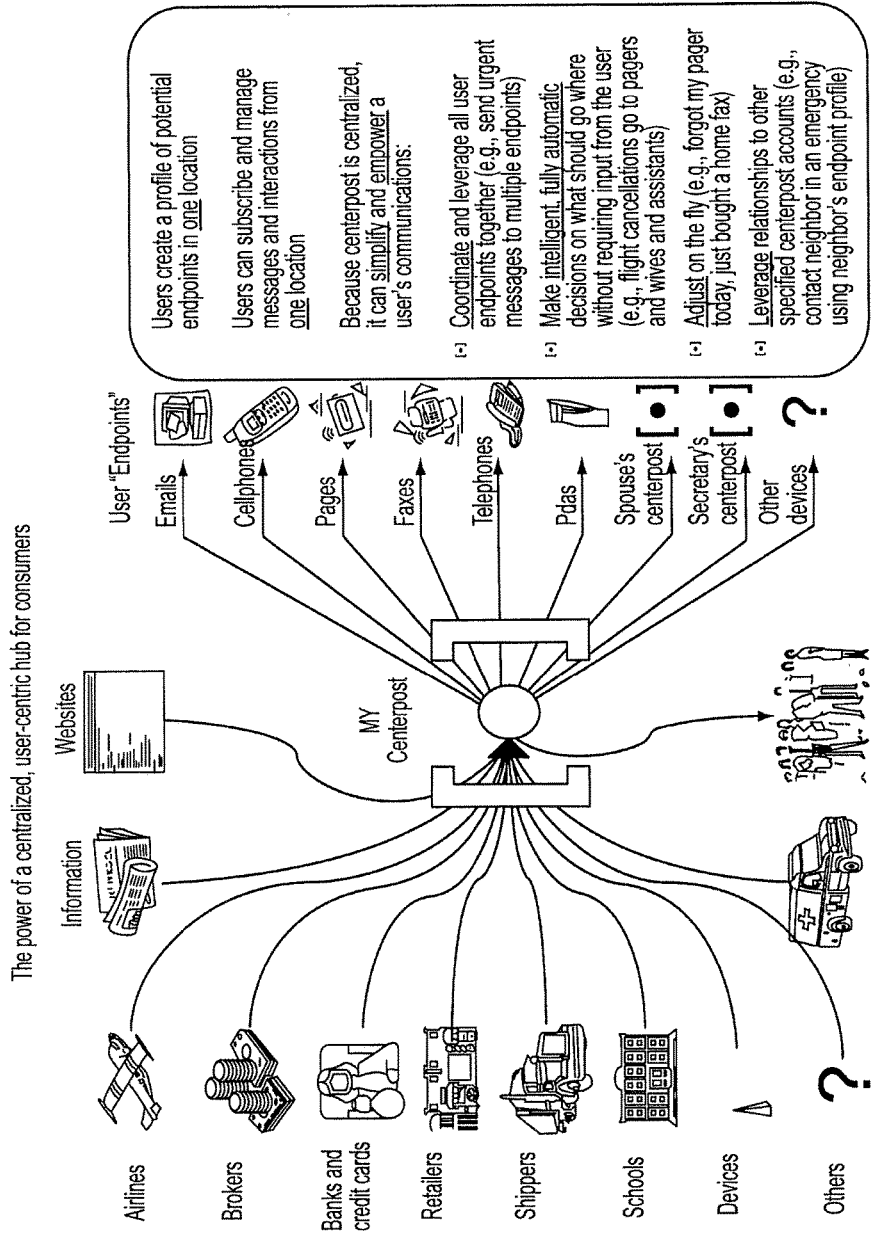 The power of a centralized, user-centric hub for consumers
Airlines
Brokers
Banks and
credit cards
Retailers
Shippers
Schools
Devices
Others
?
Information
Websites
MY
Centerpost
User "Endpoints"
Emails
Cellphones
Pages
Faxes
Telephones
Pdas
Spouse's
centerpost
[•]
Secretary's
centerpost
[•]
Other
devices
?
Users create a profile of potential
endpoints in one location
Users can subscribe and manage
messages and interactions from
one location
Because centerpost is centralized,
it can simplify and empower a
user's communications:
[•] Coordinate and leverage all user
endpoints together (e.g., send urgent
messages to multiple endpoints)
[•] Make intelligent, fully automatic
decisions on what should go where
without requiring input from the user
(e.g., flight cancellations go to pagers
and wives and assistants)
[•] Adjust on the fly (e.g., forgot my pager
today, just bought a home fax)
[•] Leverage relationships to other
specified centerpost accounts (e.g.,
contact neighbor in an emergency
using neighbor's endpoint profile)